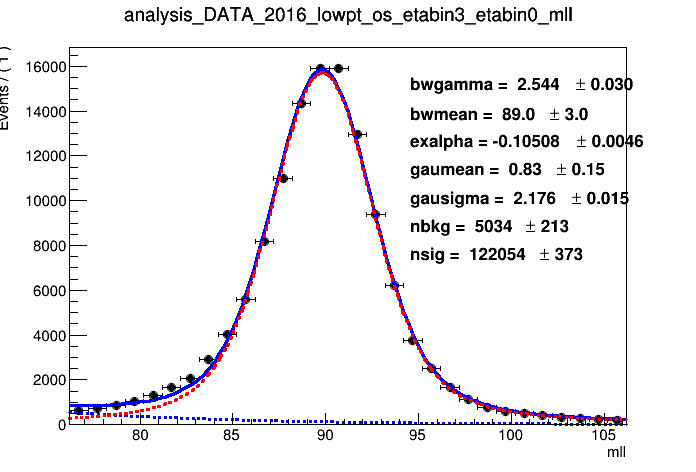 analysis_DATA_2016_lowpt_os_etabin3_etabin0_mll
Events / ( 1 )
16000
14000
12000
10000
8000
6000
4000
2000
0
bwgamma = 2.544 ± 0.030
bwmean = 89.0 ± 3.0
exalpha = -0.10508 ± 0.0046
gaumean = 0.83 ± 0.15
gausigma = 2.176 ± 0.015
nbkg = 5034 ± 213
nsig = 122054 ± 373
80 85 90 95 100 105
mll